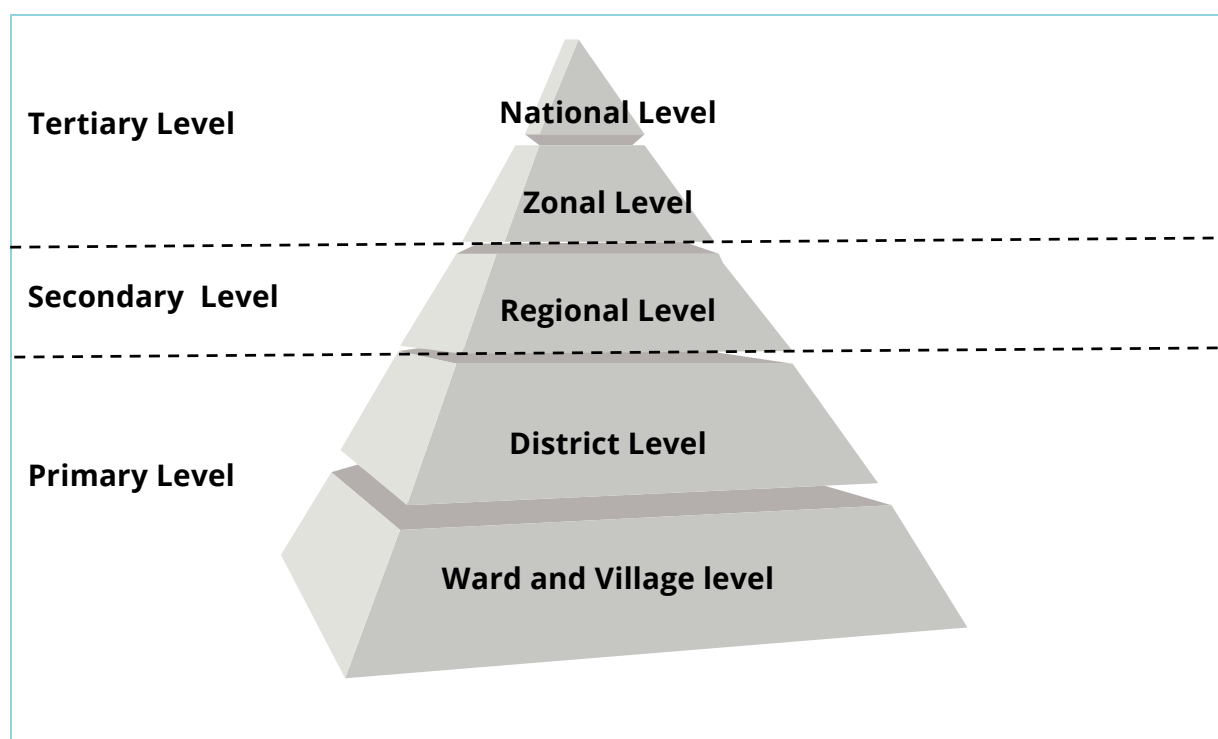 National Level
Tertiary Level
Zonal Level
Secondary  Level
Regional Level
District Level
Primary Level
Ward and Village level